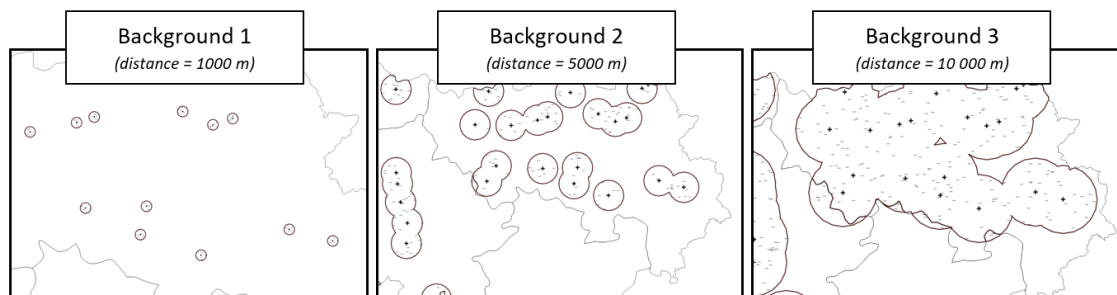 Background 1
(distance = 1000 m)
Background 2
(distance = 5000 m)
Background 3
(distance = 10 000 m)